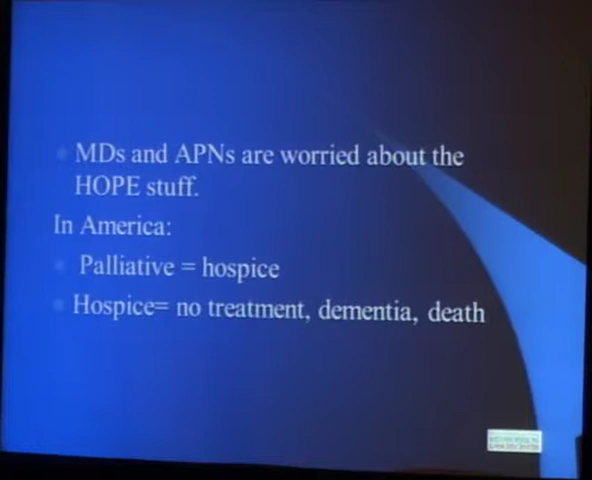 MDs and APNs are worried about the
HOPE stuff.
In America:
Palliative = hospice
Hospice= no treatment, dementia, death